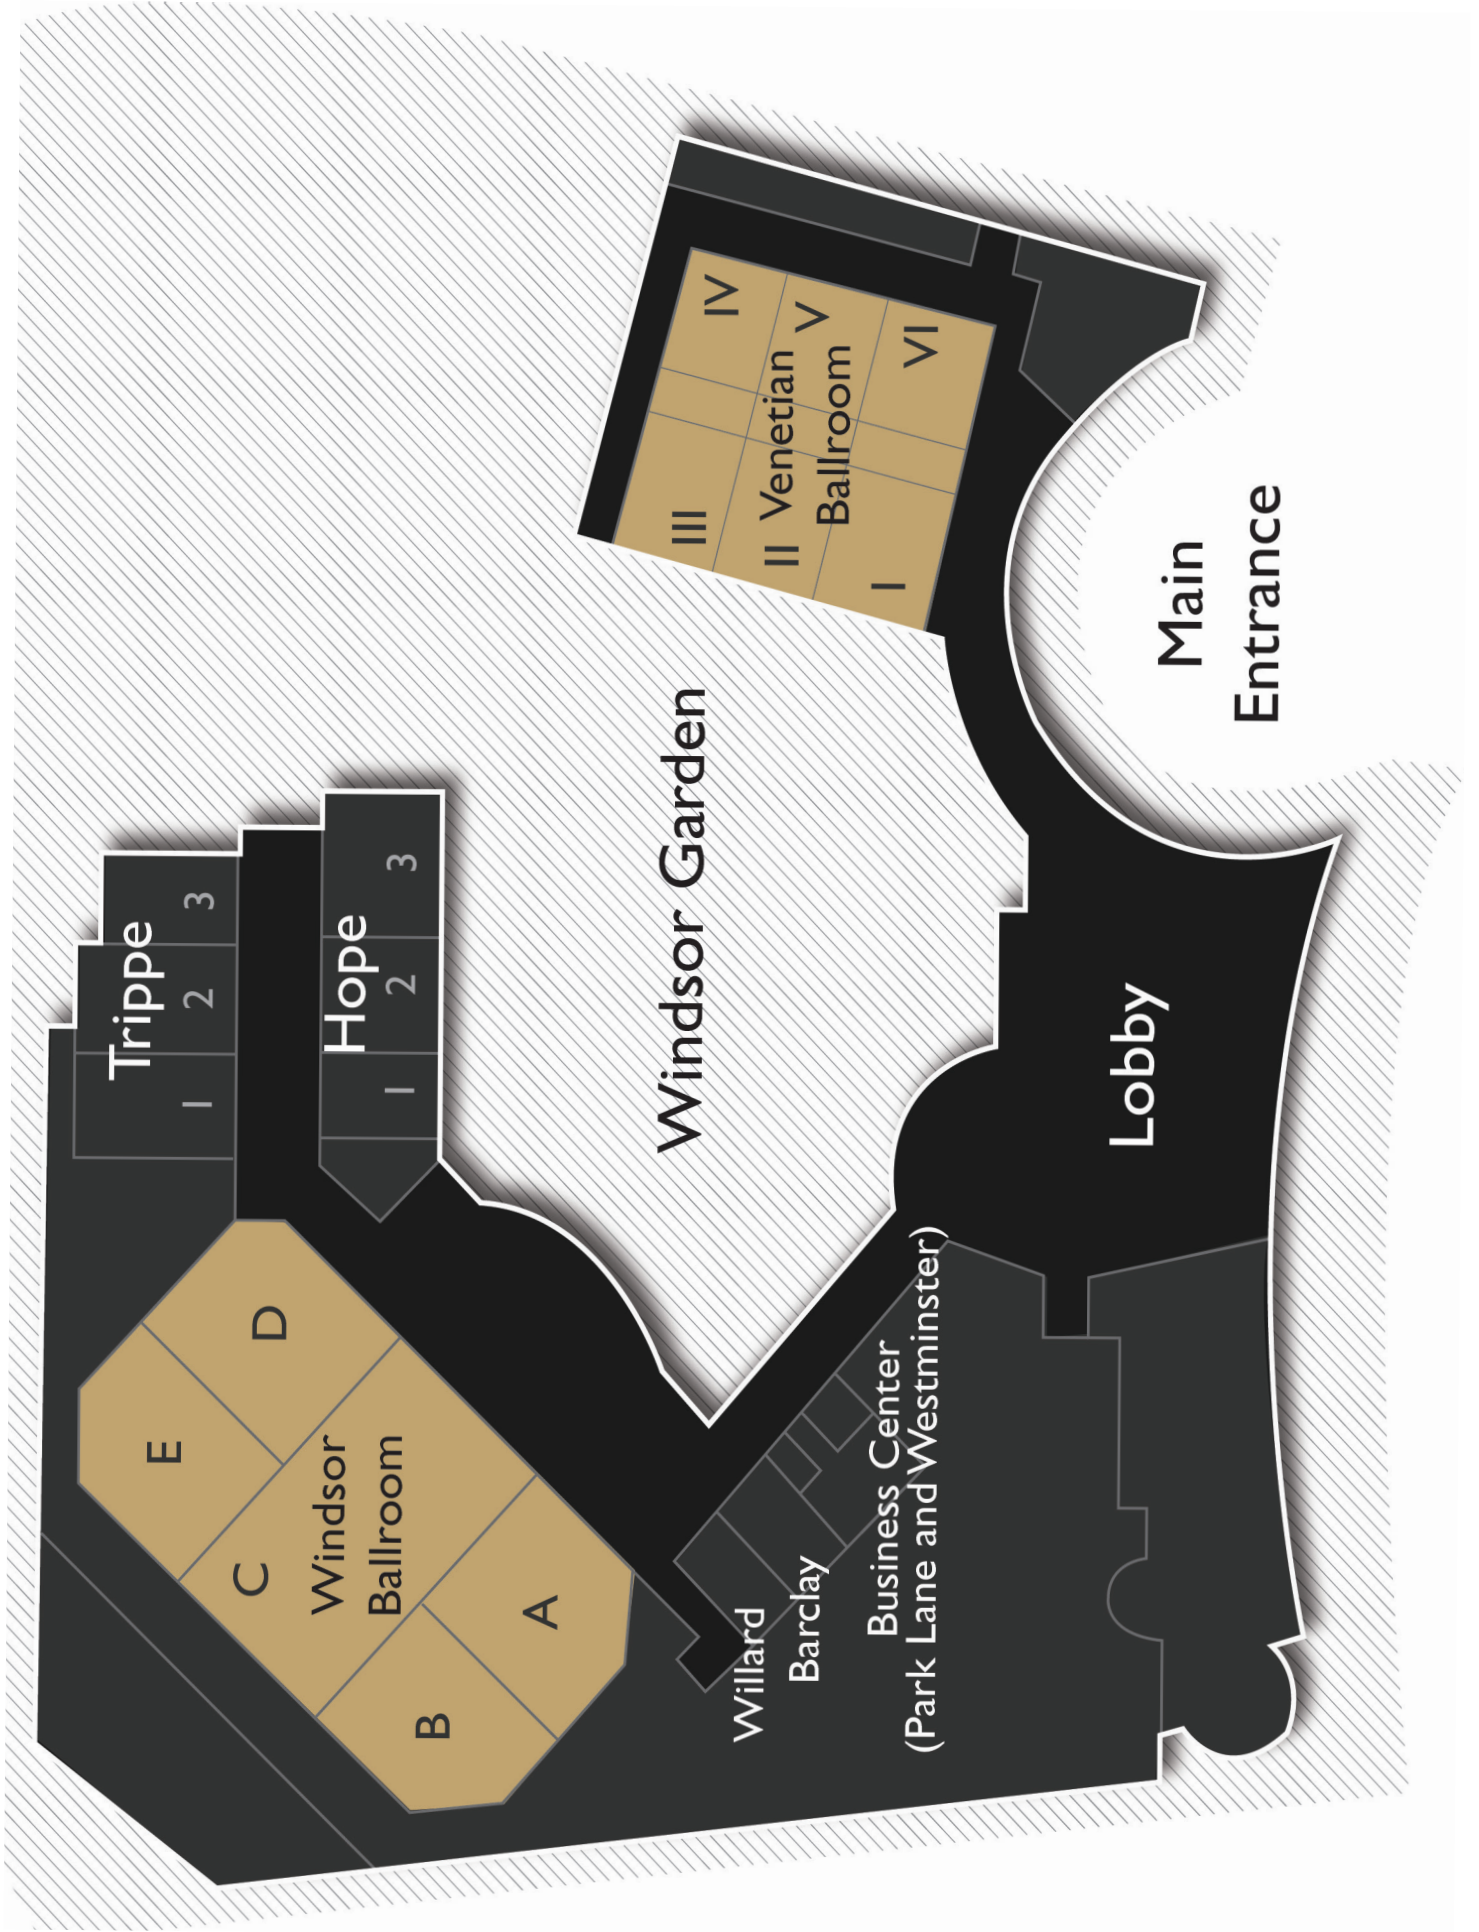 Trippe
1
2
3
Hope
1
2
3
E
D
C
Windsor
Ballroom
B
A
Windsor Garden
III
IV
II
Venetian
Ballroom
V
I
VI
Willard
Barclay
Business Center
(Park Lane and Westminster)
Lobby
Main
Entrance